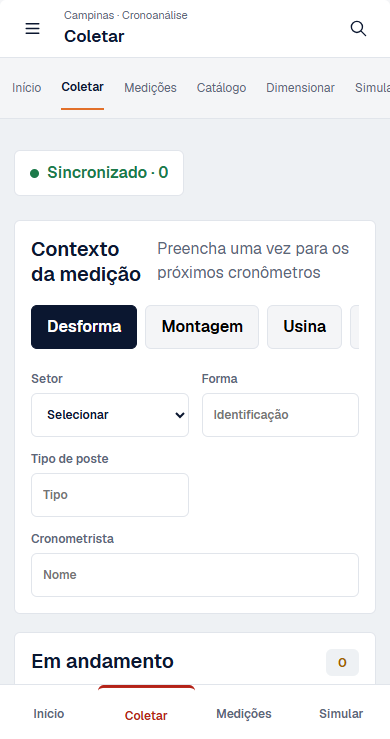 Campinas · Cronoanálise
Coletar
Início Coletar Medições Catálogo Dimensionar Simula
Sincronizado · 0
Contexto da medição
Preencha uma vez para os próximos cronômetros
Desforma Montagem Usina
Setor Forma
Selecionar Identificação
Tipo de poste
Tipo
Cronometrista
Nome
Em andamento 0
Início Coletar Medições Simular